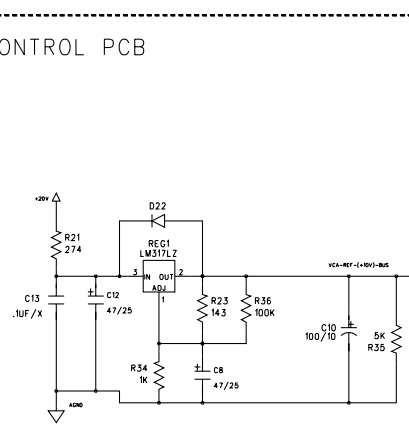 ONTROL PCB
+20V
D22
R21
274
REG1
LM317LZ
VCA-REF-(+10V)-BUS
3
IN
OUT
2
ADJ
1
C13
.1UF/X
+
C12
47/25
R23
143
R36
100K
C10
100/10
+
5K
R35
R34
1K
+
C8
47/25
AGND